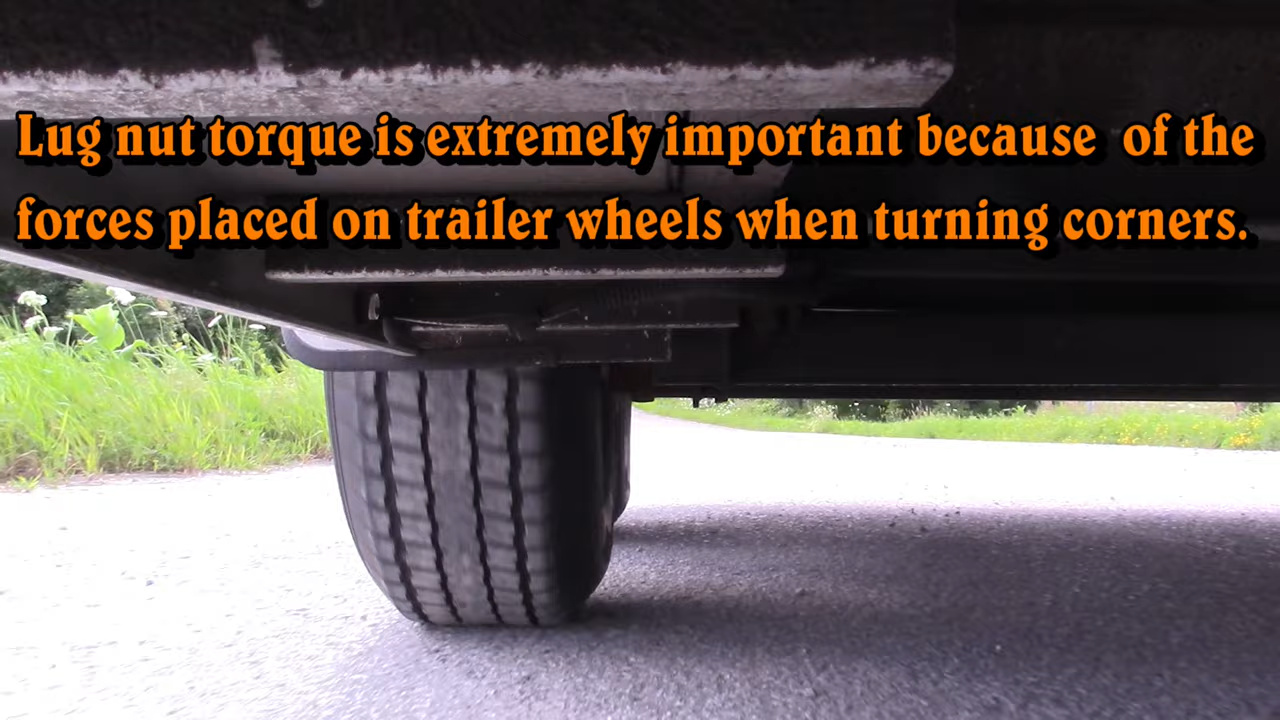 Lug nut torque is extremely important because  of the
forces placed on trailer wheels when turning corners.